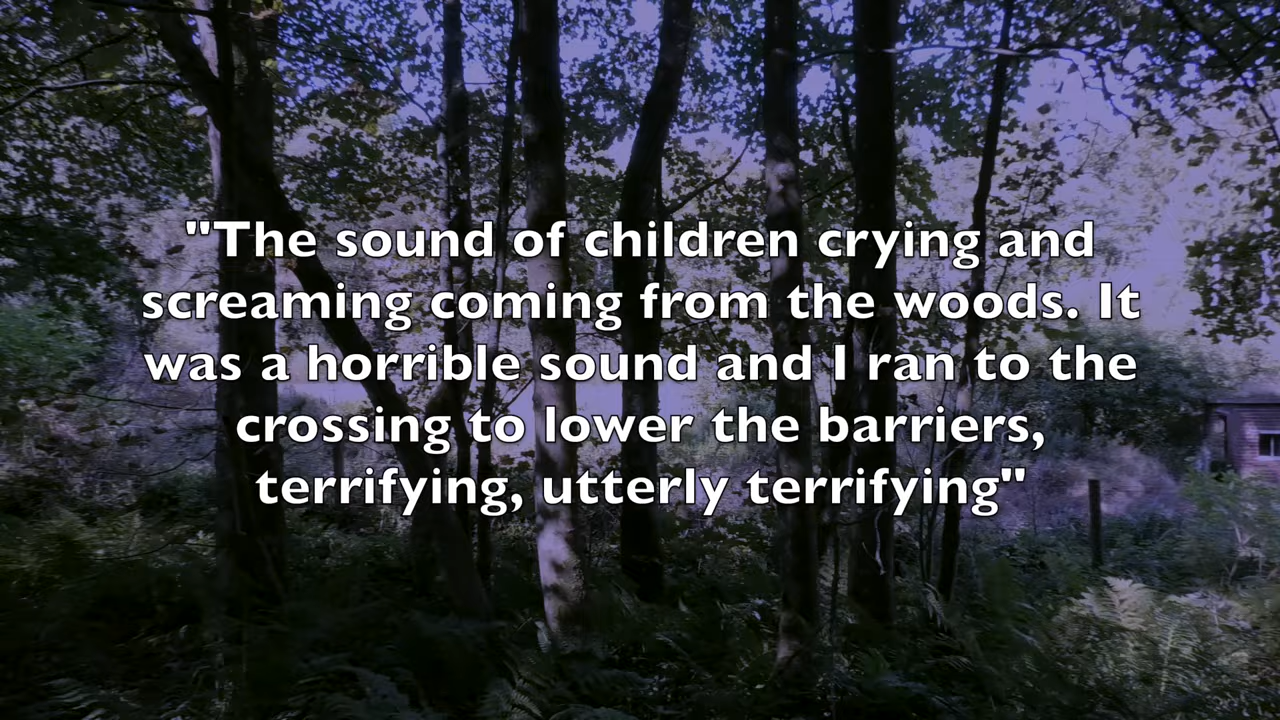 "The sound of children crying and
screaming coming from the woods. It
was a horrible sound and I ran to the
crossing to lower the barriers,
terrifying, utterly terrifying"